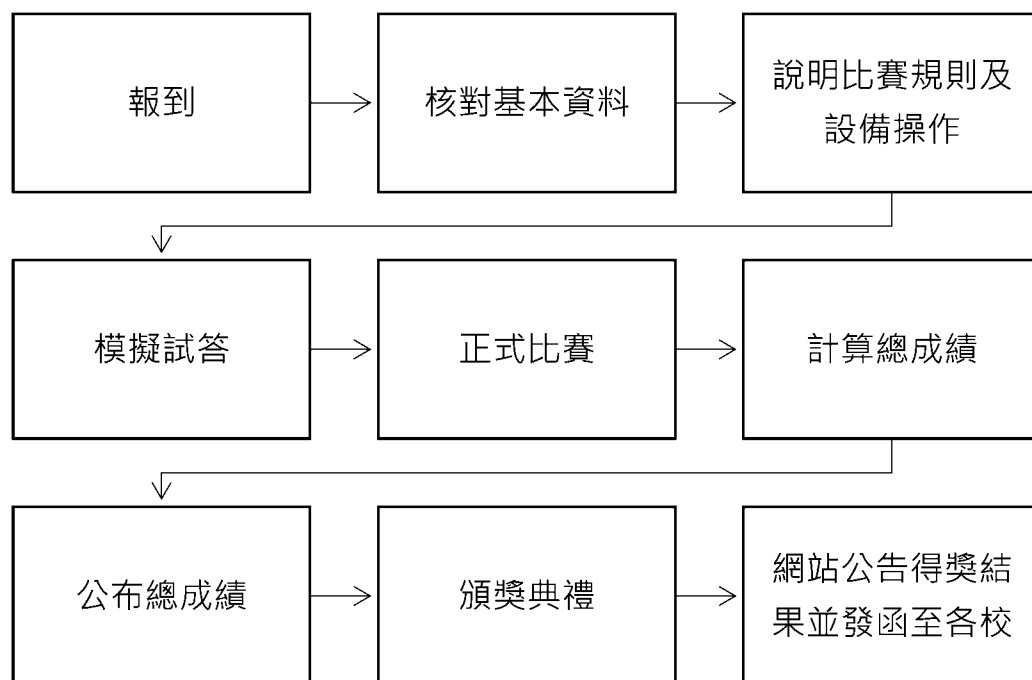 報到
核對基本資料
說明比賽規則及
設備操作
模擬試答
正式比賽
計算總成績
公布總成績
頒獎典禮
網站公告得獎結
果並發函至各校